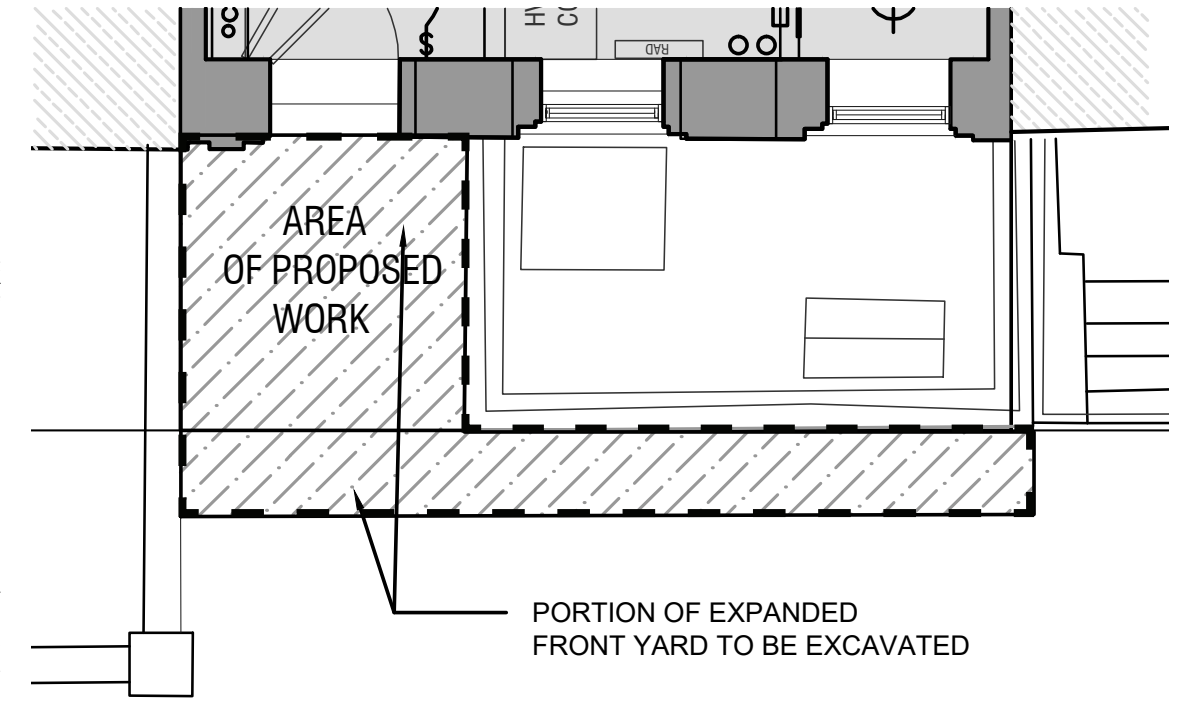 RAD
AREA
OF PROPOSED
WORK
PORTION OF EXPANDED
FRONT YARD TO BE EXCAVATED